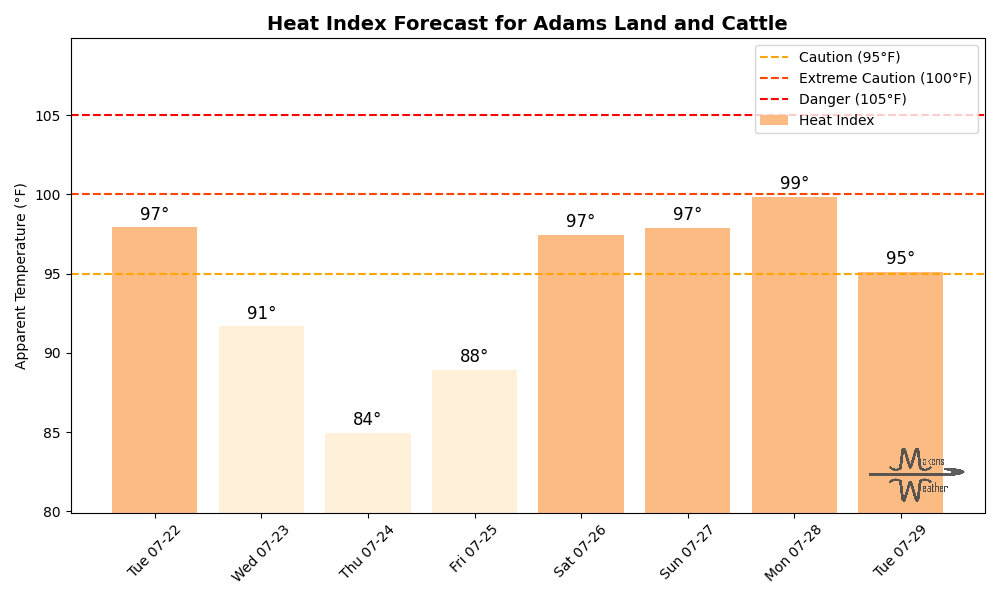 Heat Index Forecast for Adams Land and Cattle
Caution (95°F)
Extreme Caution (100°F)
Danger (105°F)
Heat Index
Apparent Temperature (°F)
105
100
95
90
85
80
97°
91°
84°
88°
97°
97°
99°
95°
Tue 07-22
Wed 07-23
Thu 07-24
Fri 07-25
Sat 07-26
Sun 07-27
Mon 07-28
Tue 07-29